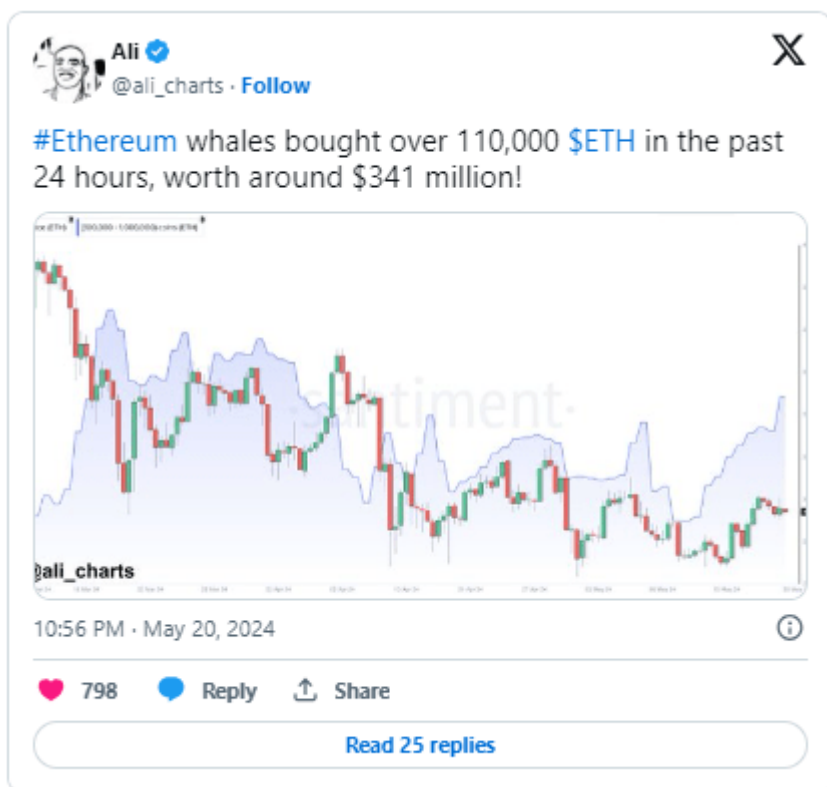 Ali
@ali_charts · Follow
#Ethereum whales bought over 110,000 $ETH in the past
24 hours, worth around $341 million!
·santiment·
@ali_charts
10:56 PM · May 20, 2024
798 Reply Share
Read 25 replies